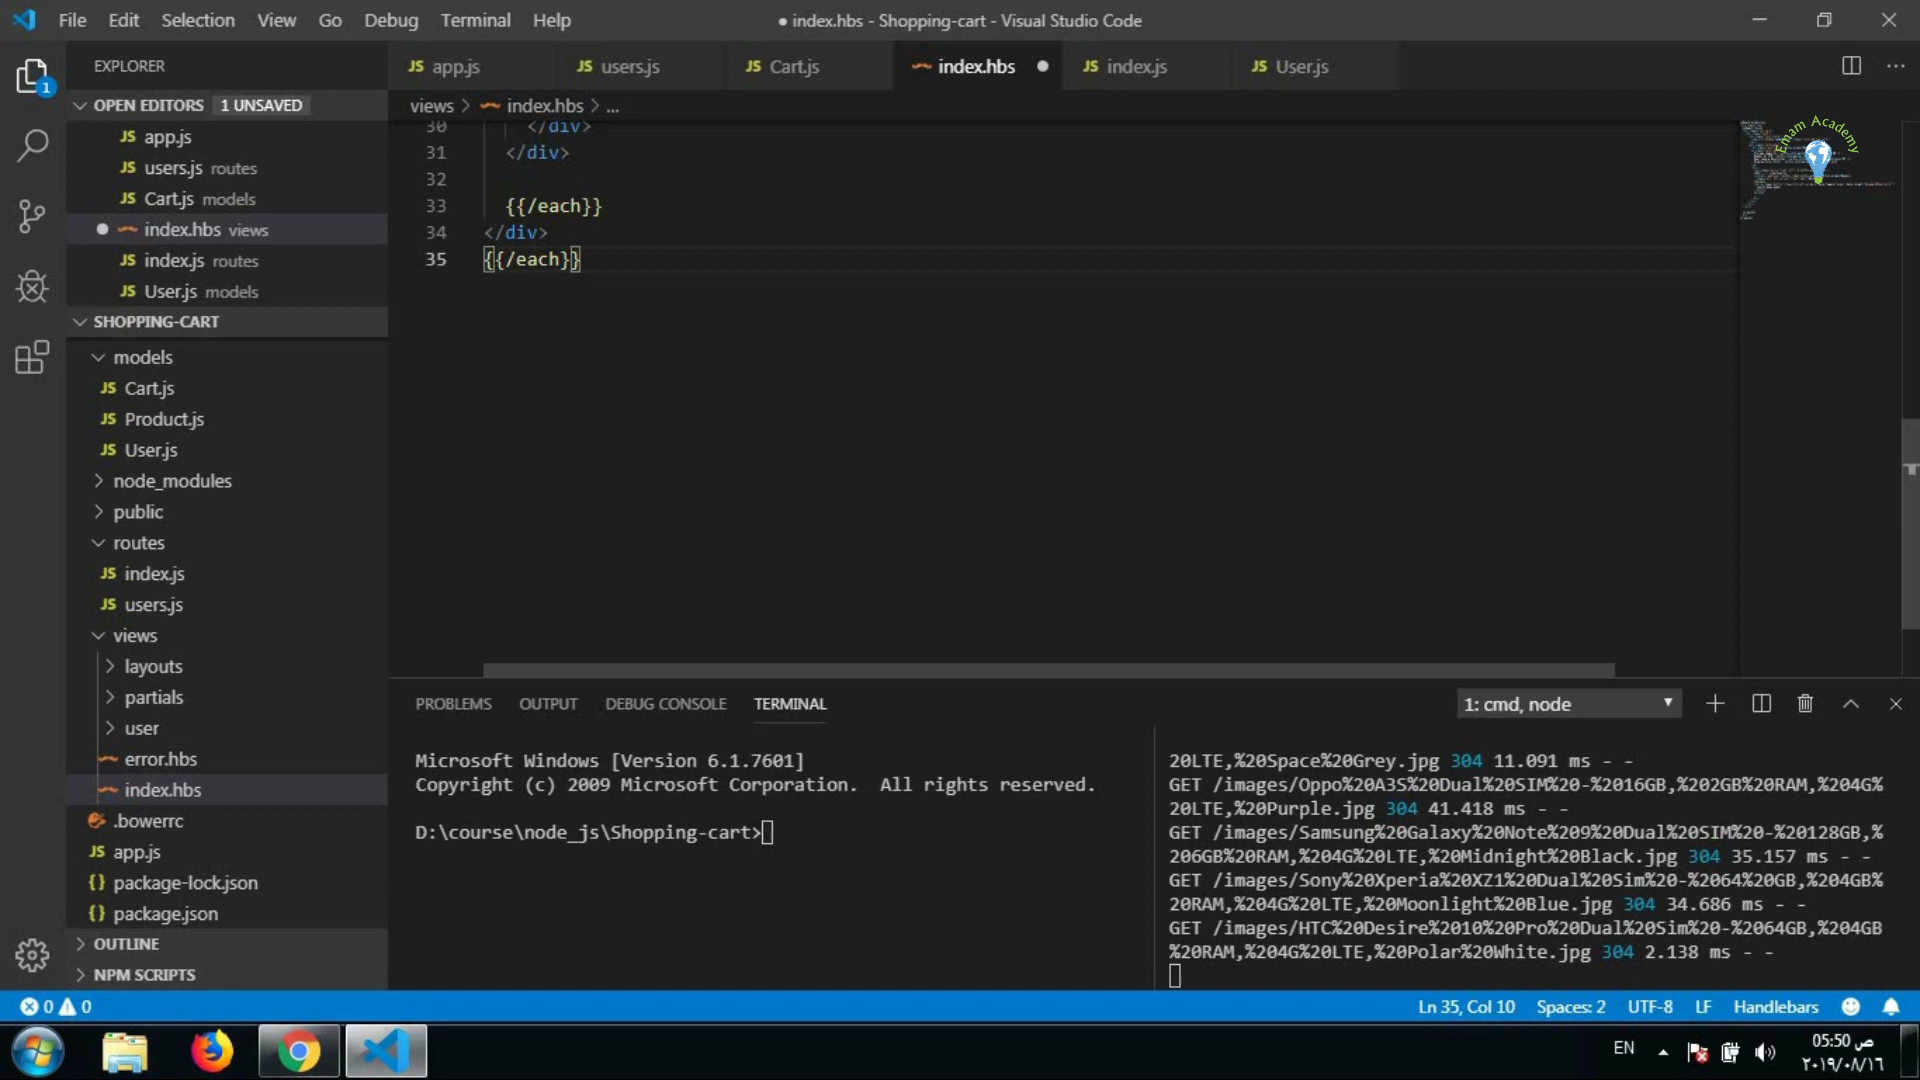 File Edit Selection View Go Debug Terminal Help
● index.hbs - Shopping-cart - Visual Studio Code
EXPLORER
JS app.js
JS users.js
JS Cart.js
index.hbs ●
JS index.js
JS User.js
1
OPEN EDITORS 1 UNSAVED
JS app.js
JS users.js routes
JS Cart.js models
● index.hbs views
JS index.js routes
JS User.js models
SHOPPING-CART
models
JS Cart.js
JS Product.js
JS User.js
node_modules
public
routes
JS index.js
JS users.js
views
layouts
partials
user
error.hbs
index.hbs
.bowerrc
JS app.js
{} package-lock.json
{} package.json
OUTLINE
NPM SCRIPTS
views > index.hbs > ...
30 </div>
31 </div>
32
33 {{/each}}
34 </div>
35 {{/each}}
Emam Academy
PROBLEMS OUTPUT DEBUG CONSOLE TERMINAL
1: cmd, node
Microsoft Windows [Version 6.1.7601]
Copyright (c) 2009 Microsoft Corporation. All rights reserved.
D:\course\node_js\Shopping-cart>
20LTE,%20Space%20Grey.jpg 304 11.091 ms - -
GET /images/Oppo%20A3S%20Dual%20SIM%20-%2016GB,%202GB%20RAM,%204G%
20LTE,%20Purple.jpg 304 41.418 ms - -
GET /images/Samsung%20Galaxy%20Note%209%20Dual%20SIM%20-%20128GB,%
206GB%20RAM,%204G%20LTE,%20Midnight%20Black.jpg 304 35.157 ms - -
GET /images/Sony%20Xperia%20XZ1%20Dual%20Sim%20-%2064%20GB,%204GB%
20RAM,%204G%20LTE,%20Moonlight%20Blue.jpg 304 34.686 ms - -
GET /images/HTC%20Desire%2010%20Pro%20Dual%20Sim%20-%2064GB,%204GB
%20RAM,%204G%20LTE,%20Polar%20White.jpg 304 2.138 ms - -
0 0
Ln 35, Col 10 Spaces: 2 UTF-8 LF Handlebars
EN
05:50 ص
٢٠١٩/٠٨/١٦